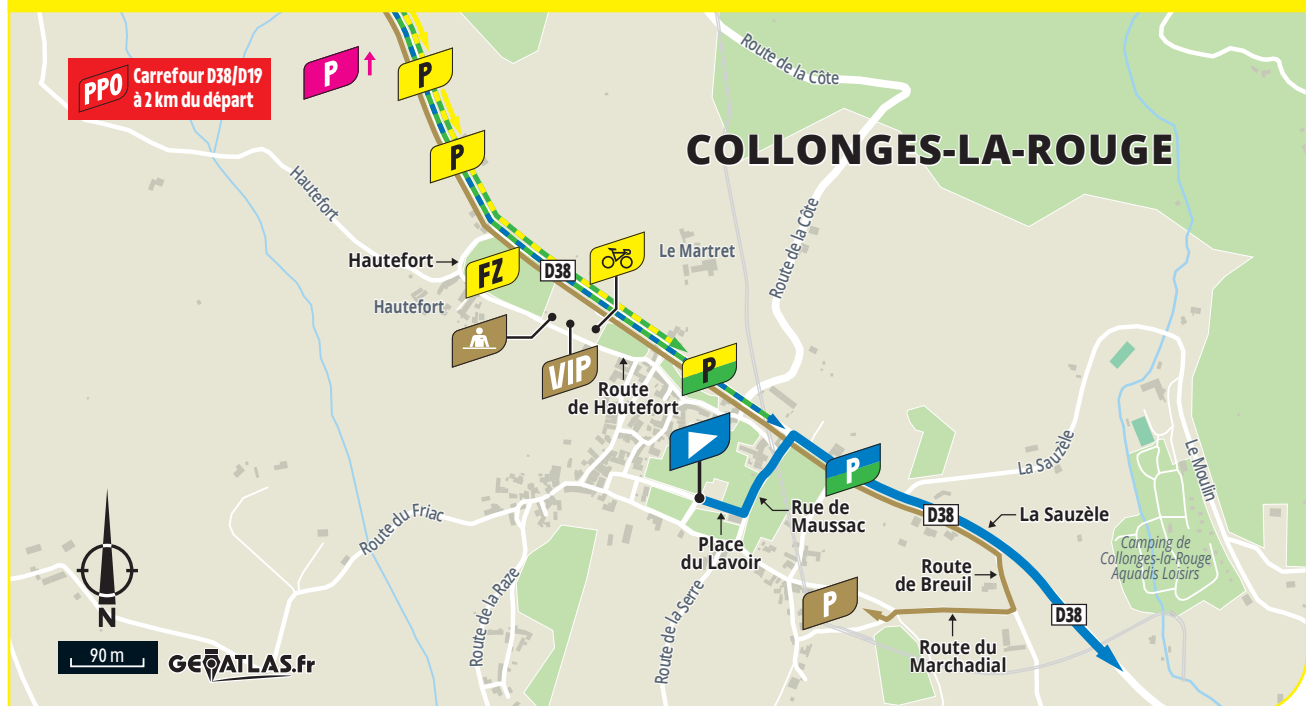 PPO
Carrefour D38/D19
à 2 km du départ
P
P
P
Route de la Côte
COLLONGES-LA-ROUGE
Hautefort
Hautefort
Hautefort
FZ
D38
Le Martret
Route de la Côte
VIP
Route
de Hautefort
P
P
La Sauzèle
Le Moulin
Route du Friac
Rue de
Maussac
D38
La Sauzèle
Place
du Lavoir
Camping de
Collonges-la-Rouge
Aquadis Loisirs
Route
de Breuil
P
D38
Route de la Raze
Route de la Serre
Route du
Marchadial
N
90 m
GEOATLAS.fr